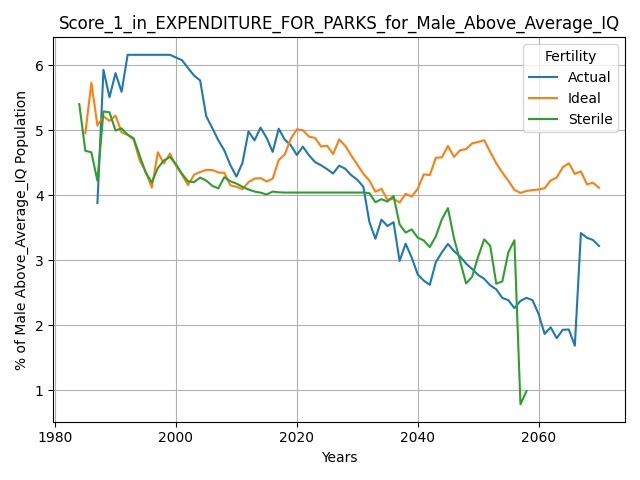 Score_1_in_EXPENDITURE_FOR_PARKS_for_Male_Above_Average_IQ
Fertility
Actual
Ideal
Sterile
% of Male Above_Average_IQ Population
6
5
4
3
2
1
1980
2000
2020
2040
2060
Years